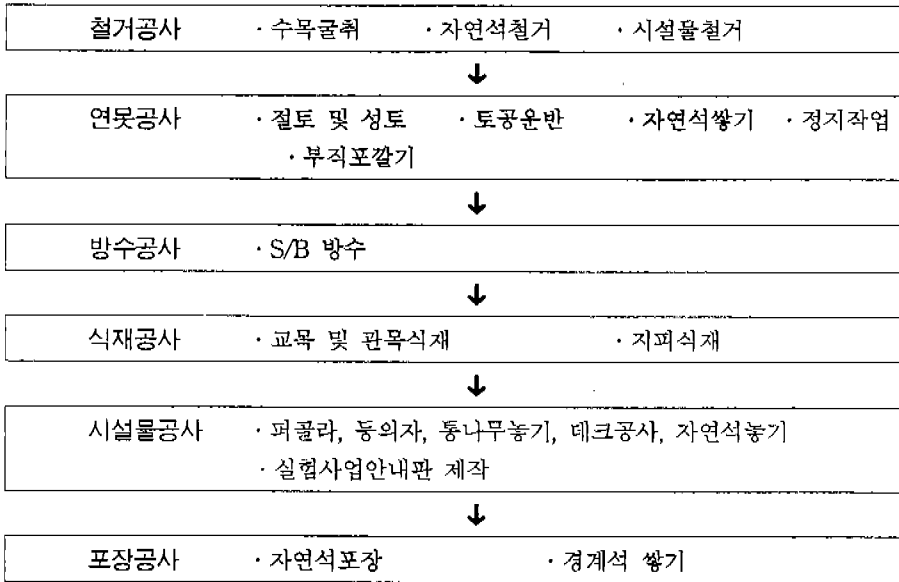 철거공사 · 수목굴취 · 자연석철거 · 시설물철거
↓
연못공사 · 절토 및 성토 · 토공운반 · 자연석쌓기 · 정지작업
· 부직포깔기
↓
방수공사 · S/B 방수
↓
식재공사 · 교목 및 관목식재 · 지피식재
↓
시설물공사 · 퍼골라, 등의자, 통나무놓기, 데크공사, 자연석놓기
· 실험사업안내판 제작
↓
포장공사 · 자연석포장 · 경계석 쌓기